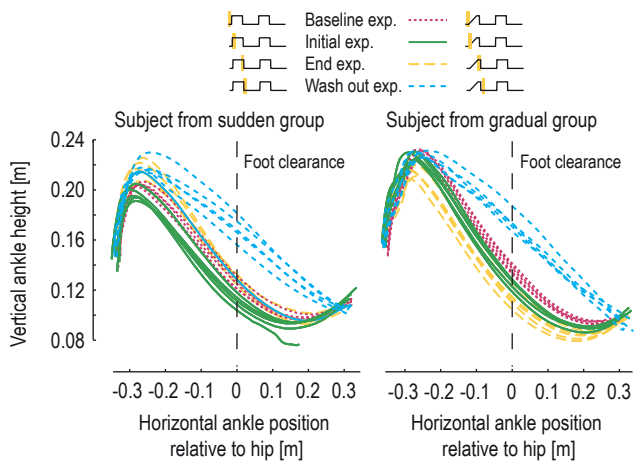 Baseline exp.
Initial exp.
End exp.
Wash out exp.
Subject from sudden group
Subject from gradual group
Foot clearance
Foot clearance
Vertical ankle height [m]
0.24
0.20
0.16
0.12
0.08
-0.3 -0.2 -0.1 0 0.1 0.2 0.3
-0.3 -0.2 -0.1 0 0.1 0.2 0.3
Horizontal ankle position
relative to hip [m]
Horizontal ankle position
relative to hip [m]